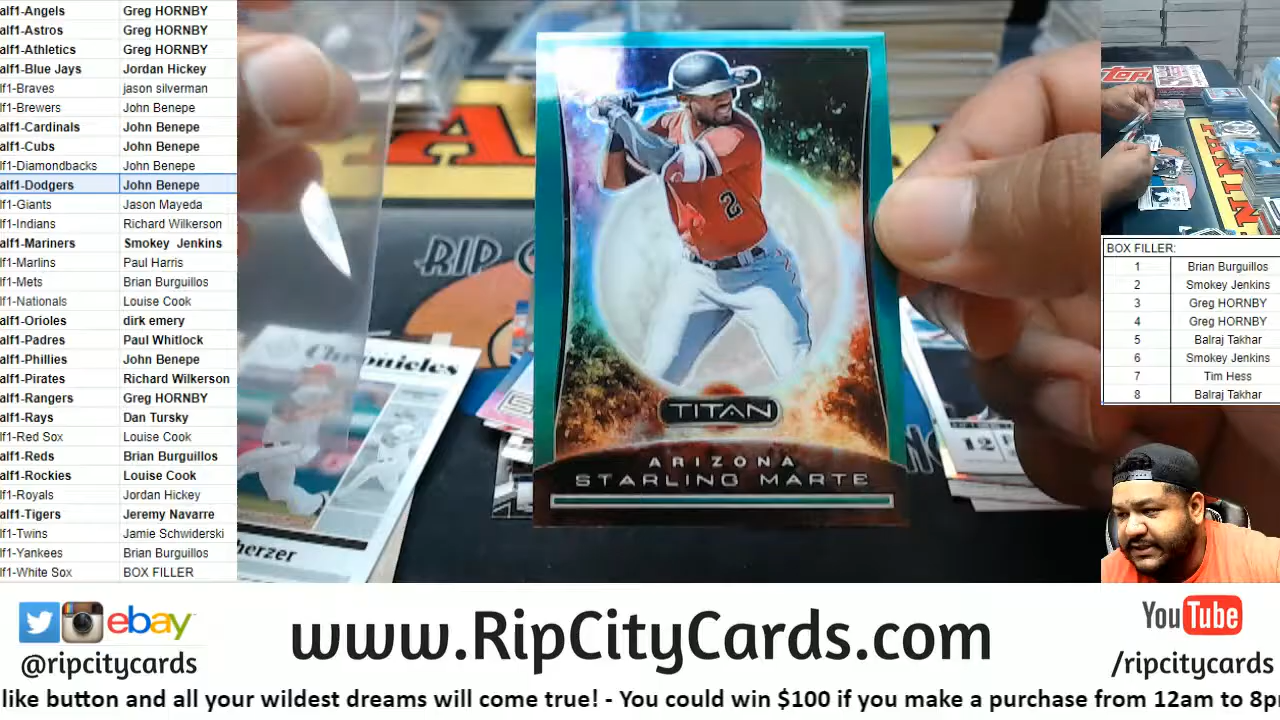 alf1-Angels Greg HORNBY
alf1-Astros Greg HORNBY
alf1-Athletics Greg HORNBY
alf1-Blue Jays Jordan Hickey
lf1-Braves jason silverman
lf1-Brewers John Benepe
alf1-Cardinals John Benepe
alf1-Cubs John Benepe
lf1-Diamondbacks John Benepe
alf1-Dodgers John Benepe
lf1-Giants Jason Mayeda
lf1-Indians Richard Wilkerson
alf1-Mariners Smokey Jenkins
lf1-Marlins Paul Harris
lf1-Mets Brian Burguillos
lf1-Nationals Louise Cook
alf1-Orioles dirk emery
alf1-Padres Paul Whitlock
alf1-Phillies John Benepe
alf1-Pirates Richard Wilkerson
alf1-Rangers Greg HORNBY
alf1-Rays Dan Tursky
lf1-Red Sox Louise Cook
alf1-Reds Brian Burguillos
alf1-Rockies Louise Cook
lf1-Royals Jordan Hickey
alf1-Tigers Jeremy Navarre
lf1-Twins Jamie Schwiderski
lf1-Yankees Brian Burguillos
lf1-White Sox BOX FILLER
RIP
Chronicles
herzer
2
TITAN
ARIZONA
STARLING MARTE
12
BOX FILLER:
1 Brian Burguillos
2 Smokey Jenkins
3 Greg HORNBY
4 Greg HORNBY
5 Balraj Takhar
6 Smokey Jenkins
7 Tim Hess
8 Balraj Takhar
ebay
@ripcitycards
www.RipCityCards.com
YouTube
/ripcitycards
like button and all your wildest dreams will come true! - You could win $100 if you make a purchase from 12am to 8p